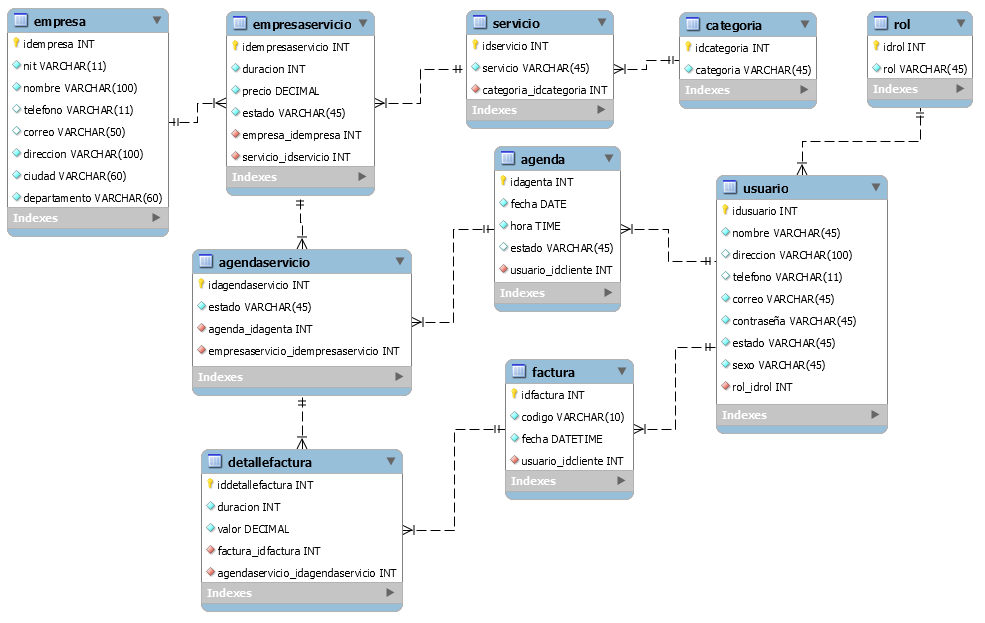 empresa
idempresa INT
nit VARCHAR(11)
nombre VARCHAR(100)
telefono VARCHAR(11)
correo VARCHAR(50)
direccion VARCHAR(100)
ciudad VARCHAR(60)
departamento VARCHAR(60)
Indexes
empresaservicio
idempresaservicio INT
duracion INT
precio DECIMAL
estado VARCHAR(45)
empresa_idempresa INT
servicio_idservicio INT
Indexes
servicio
idservicio INT
servicio VARCHAR(45)
categoria_idcategoria INT
Indexes
categoria
idcategoria INT
categoria VARCHAR(45)
Indexes
rol
idrol INT
rol VARCHAR(45)
Indexes
agenda
idagenta INT
fecha DATE
hora TIME
estado VARCHAR(45)
usuario_idcliente INT
Indexes
usuario
idusuario INT
nombre VARCHAR(45)
direccion VARCHAR(100)
telefono VARCHAR(11)
correo VARCHAR(45)
contraseña VARCHAR(45)
estado VARCHAR(45)
sexo VARCHAR(45)
rol_idrol INT
Indexes
agendaservicio
idagendaservicio INT
estado VARCHAR(45)
agenda_idagenta INT
empresaservicio_idempresaservicio INT
Indexes
factura
idfactura INT
codigo VARCHAR(10)
fecha DATETIME
usuario_idcliente INT
Indexes
detallefactura
iddetallefactura INT
duracion INT
valor DECIMAL
factura_idfactura INT
agendaservicio_idagendaservicio INT
Indexes